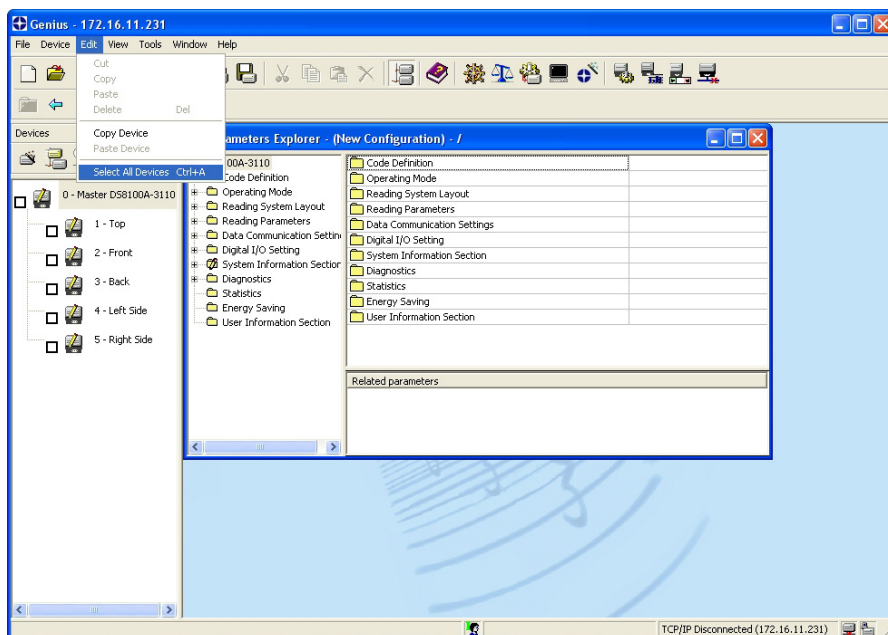 Genius - 172.16.11.231
File Device Edit View Tools Window Help
Cut
Copy
Paste
Delete Del
Copy Device
Paste Device
Select All Devices Ctrl+A
Devices
0 - Master DS8100A-3110
1 - Top
2 - Front
3 - Back
4 - Left Side
5 - Right Side
ameters Explorer - (New Configuration) - /
00A-3110
Code Definition
Operating Mode
Reading System Layout
Reading Parameters
Data Communication Settin
Digital I/O Setting
System Information Section
Diagnostics
Statistics
Energy Saving
User Information Section
Code Definition
Operating Mode
Reading System Layout
Reading Parameters
Data Communication Settings
Digital I/O Setting
System Information Section
Diagnostics
Statistics
Energy Saving
User Information Section
Related parameters
TCP/IP Disconnected (172.16.11.231)